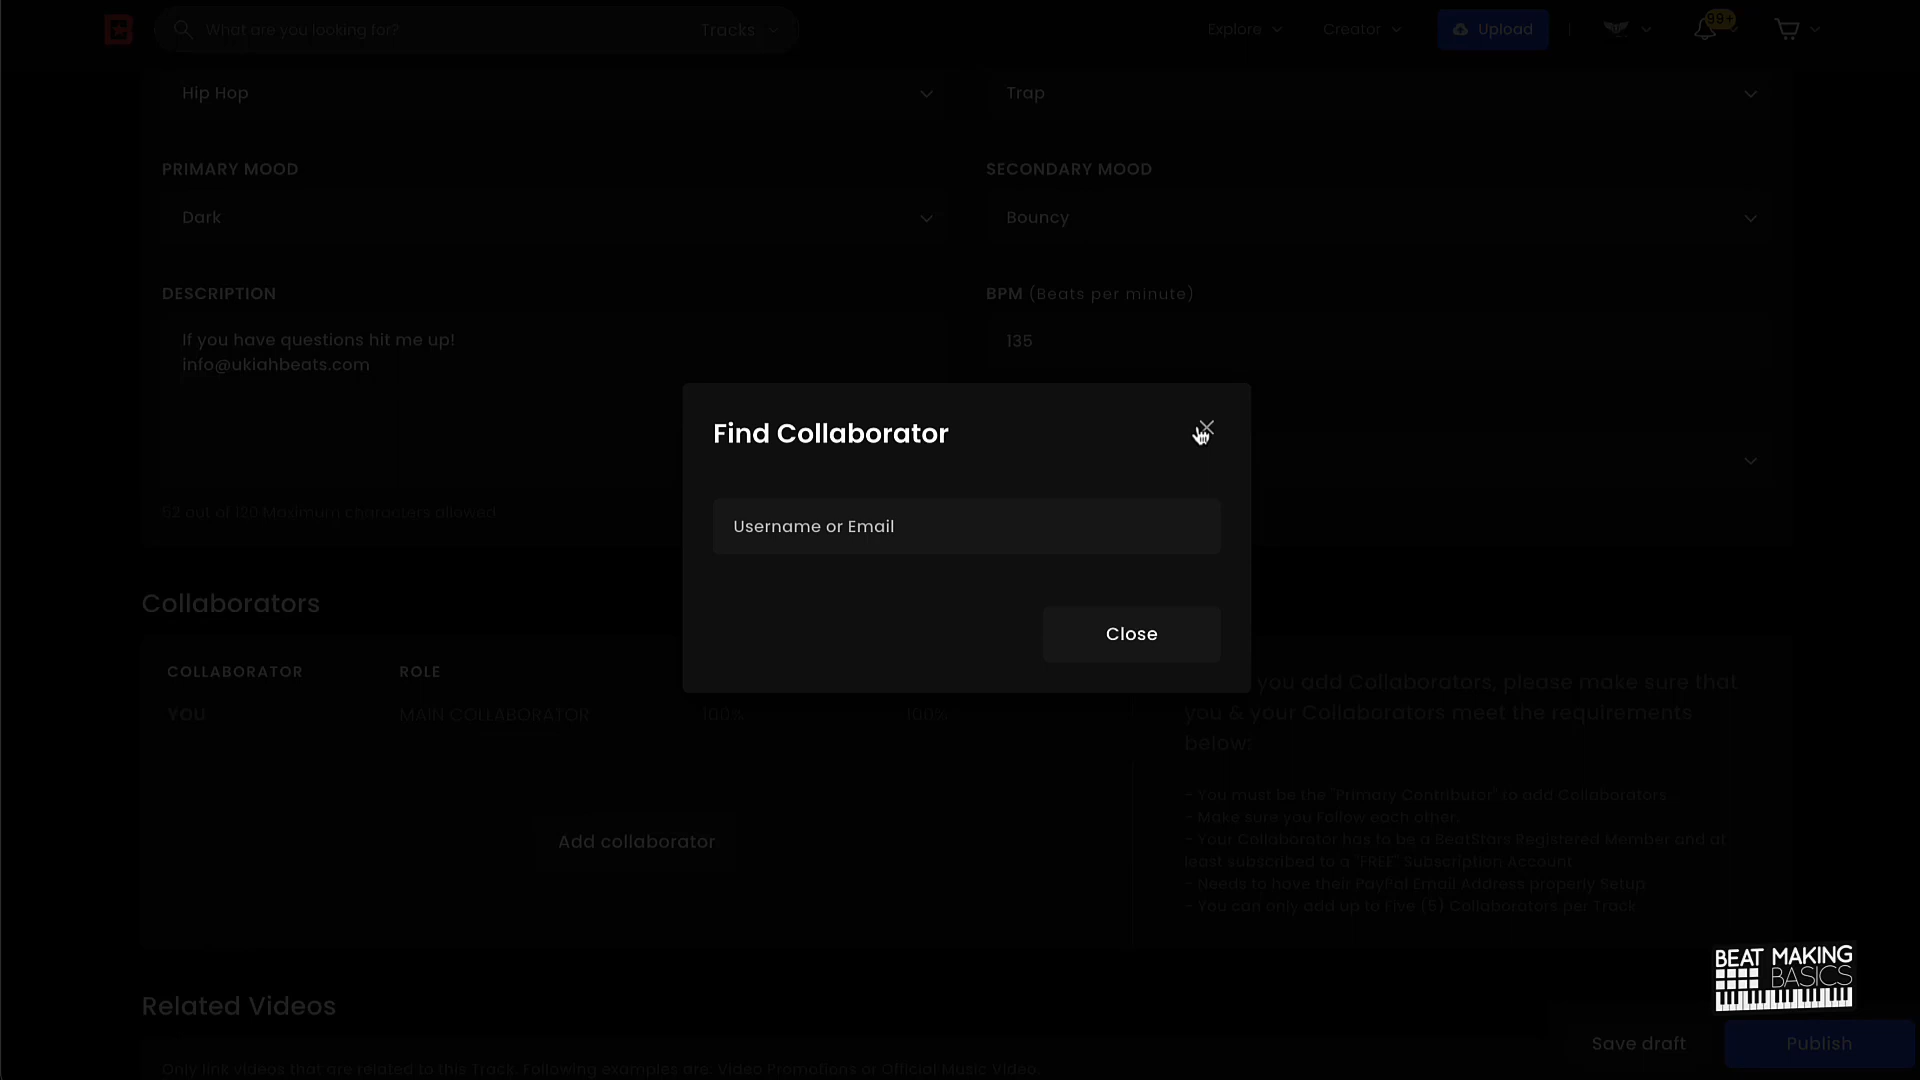 What are you looking for?
Tracks
Explore
Creator
Upload
99+
Hip Hop
Trap
PRIMARY MOOD
SECONDARY MOOD
Dark
Bouncy
DESCRIPTION
BPM (Beats per minute)
If you have questions hit me up!
info@ukiahbeats.com
135
Find Collaborator
Username or Email
62 out of 120 Maximum characters allowed
Close
Collaborators
COLLABORATOR
ROLE
YOU
MAIN COLLABORATOR
100%
100%
you add Collaborators, please make sure that
you & your Collaborators meet the requirements
below:
- You must be the "Primary Contributor" to add Collaborators.
- Make sure you Follow each other.
- Your Collaborator has to be a BeatStars Registered Member and at
least subscribed to a "FREE" Subscription Account
- Needs to have their PayPal Email Address properly Setup
- You can only add up to Five (5) Collaborators per Track
Add collaborator
BEAT MAKING
BASICS
Related Videos
Save draft
Publish
Only link videos that are related to this Track. Following examples are: Video Promotions or Official Music Video.